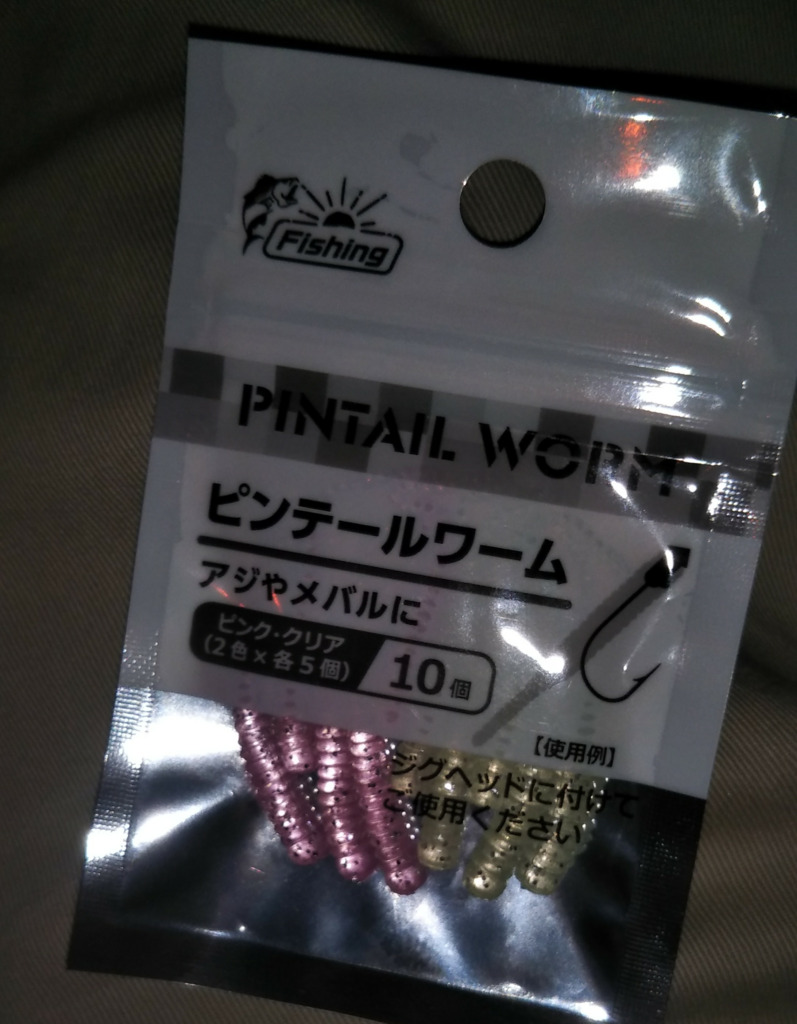 Fishing
PINTAIL WORM
ピンテールワーム
アジやメバルに
ピンク・クリア
(2色×各5個)
10個
【使用例】
ジグヘッドに付けて
ご使用ください